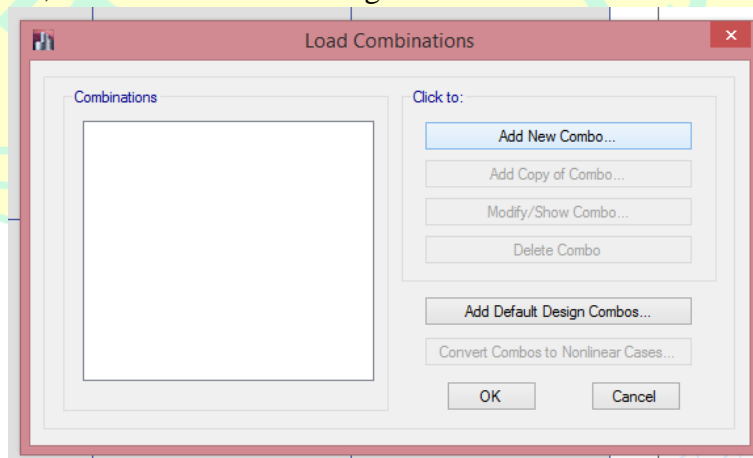 Load Combinations
Combinations
Click to:
Add New Combo...
Add Copy of Combo...
Modify/Show Combo...
Delete Combo
Add Default Design Combos...
Convert Combos to Nonlinear Cases...
OK
Cancel